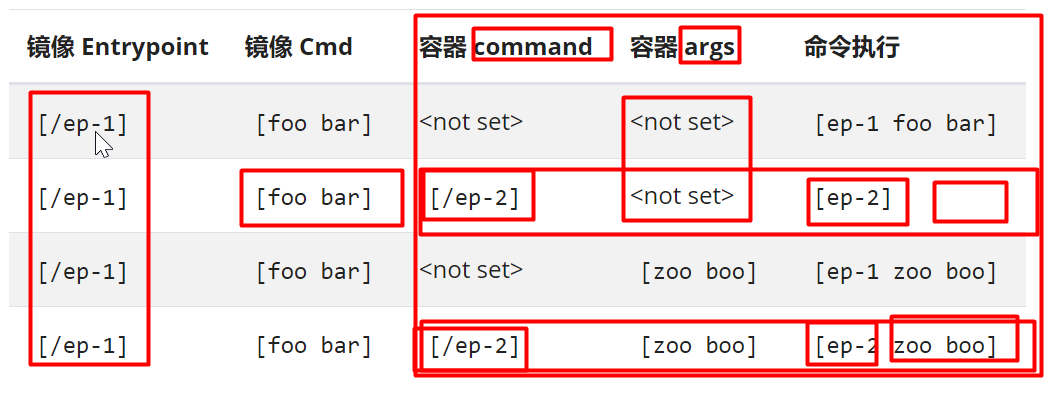 镜像 Entrypoint 镜像 Cmd 容器 command 容器 args 命令执行
[/ep-1] [foo bar] <not set> <not set> [ep-1 foo bar]
[/ep-1] [foo bar] [/ep-2] <not set> [ep-2]
[/ep-1] [foo bar] <not set> [zoo boo] [ep-1 zoo boo]
[/ep-1] [foo bar] [/ep-2] [zoo boo] [ep-2 zoo boo]